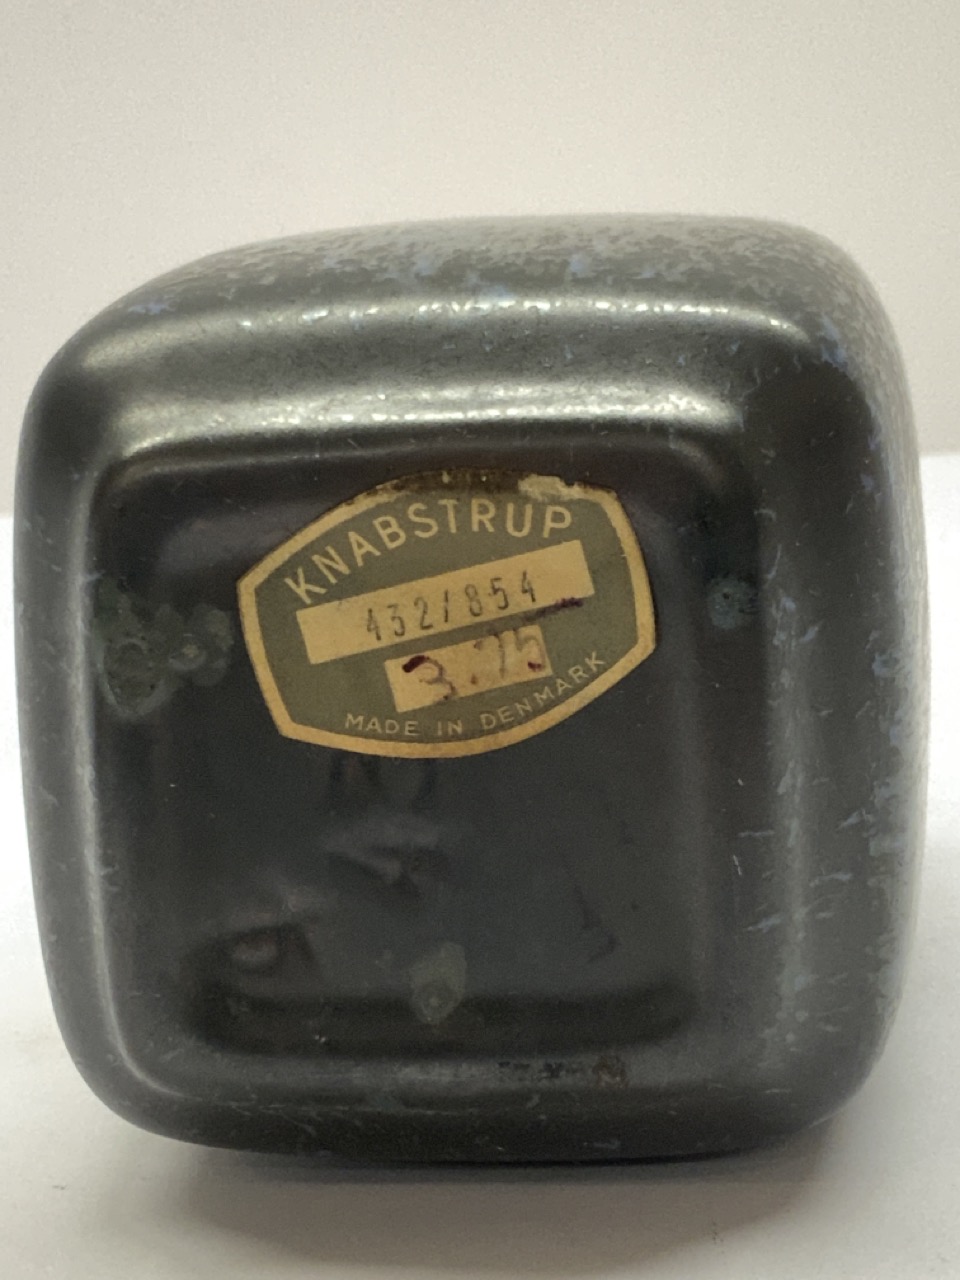 KNABSTRUP
432/854
3.75
MADE IN DENMARK